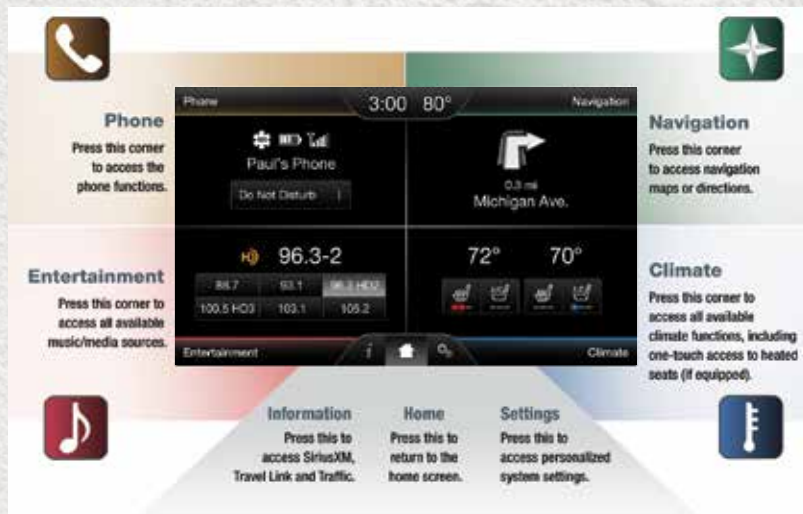 Phone
Press this corner
to access the
phone functions.
Navigation
Press this corner
to access navigation
maps or directions.
Entertainment
Press this corner to
access all available
music/media sources.
Climate
Press this corner to
access all available
climate functions, including
one-touch access to heated
seats (if equipped).
Phone
3:00 80°
Navigation
Paul's Phone
Do Not Disturb
0.3 mi
Michigan Ave.
96.3-2
88.7 93.1 96.3 HD2
100.5 HD3 103.1 105.2
72° 70°
Entertainment
i
Climate
Information
Press this to
access SiriusXM,
Travel Link and Traffic.
Home
Press this to
return to the
home screen.
Settings
Press this to
access personalized
system settings.